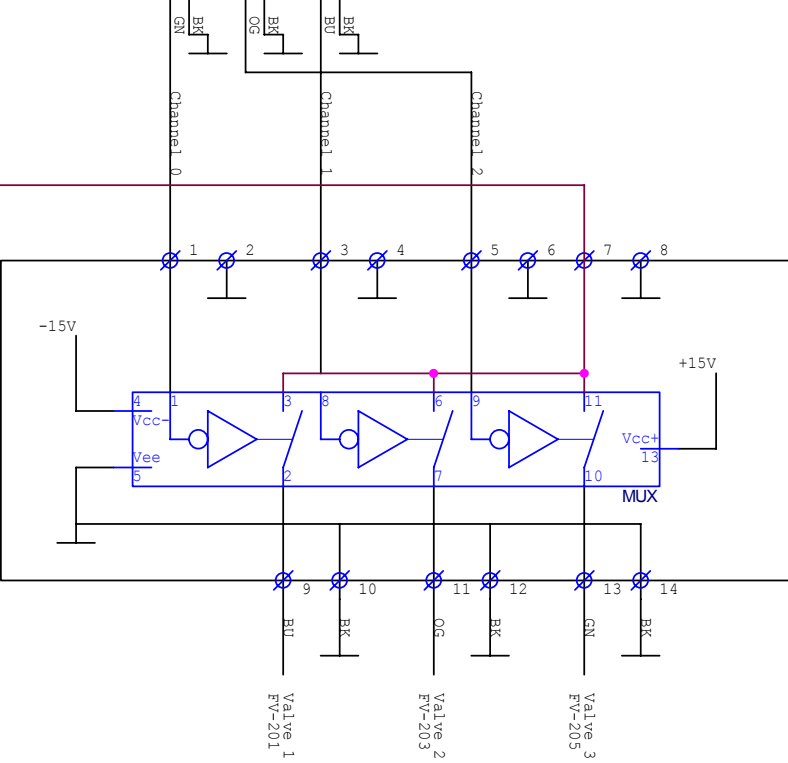 GN
BK
OG
BK
BU
BK
Channel 0
Channel 1
Channel 2
1
2
3
4
5
6
7
8
-15V
+15V
4
1
3
8
6
9
11
Vcc-
Vcc+
Vee
13
5
2
7
10
MUX
9
10
11
12
13
14
BU
BK
OG
BK
GN
BK
Valve 1
FV-201
Valve 2
FV-203
Valve 3
FV-205